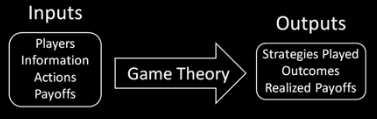 Inputs
Players
Information
Actions
Payoffs
Game Theory
Outputs
Strategies Played
Outcomes
Realized Payoffs